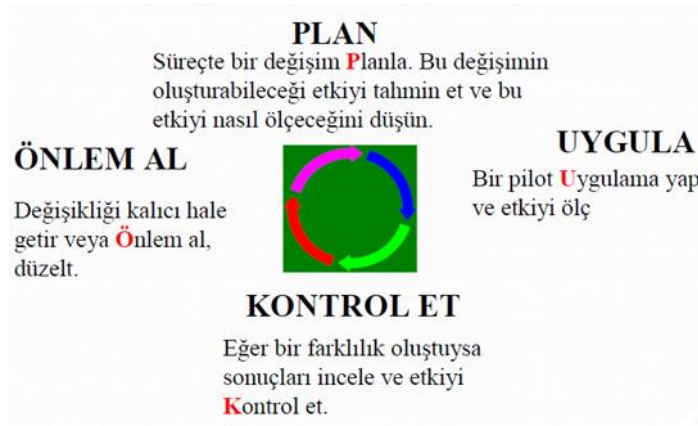 PLAN
Süreçte bir değişim Planla. Bu değişimin
oluşturabileceği etkiyi tahmin et ve bu
etkiyi nasıl ölçeceğini düşün.
UYGULA
Bir pilot Uygulama yap
ve etkiyi ölç
KONTROL ET
Eğer bir farklılık oluştuysa
sonuçları incele ve etkiyi
Kontrol et.
ÖNLEM AL
Değişikliği kalıcı hale
getir veya Önlem al,
düzelt.